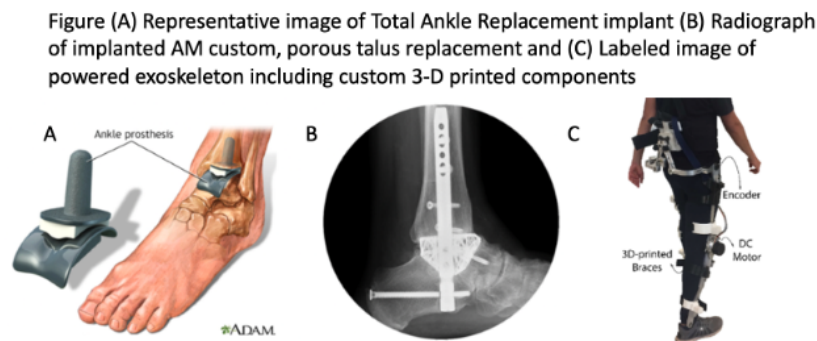 Figure (A) Representative image of Total Ankle Replacement implant (B) Radiograph
of implanted AM custom, porous talus replacement and (C) Labeled image of
powered exoskeleton including custom 3-D printed components
A
Ankle prosthesis
B
C
Encoder
DC
Motor
3D-printed
Braces
ADAM.